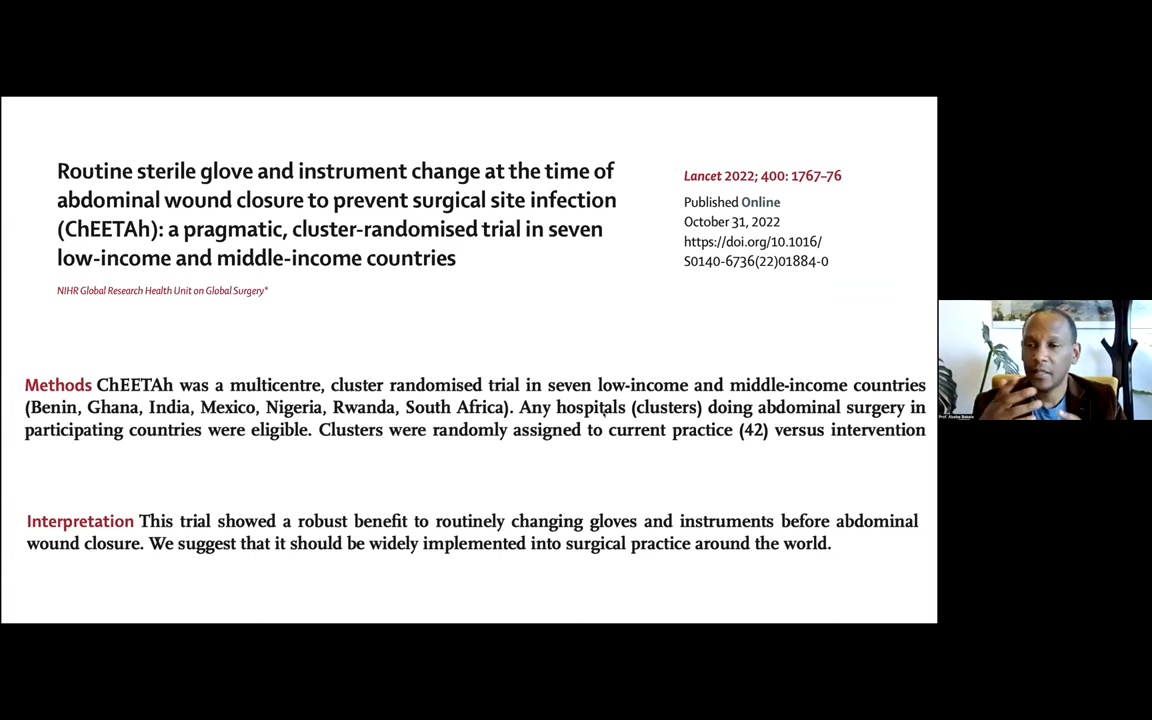 Routine sterile glove and instrument change at the time of
abdominal wound closure to prevent surgical site infection
(ChEETAh): a pragmatic, cluster-randomised trial in seven
low-income and middle-income countries
NIHR Global Research Health Unit on Global Surgery*
Lancet 2022; 400: 1767–76
Published Online
October 31, 2022
https://doi.org/10.1016/
S0140-6736(22)01884-0
Methods ChEETAh was a multicentre, cluster randomised trial in seven low-income and middle-income countries
(Benin, Ghana, India, Mexico, Nigeria, Rwanda, South Africa). Any hospitals (clusters) doing abdominal surgery in
participating countries were eligible. Clusters were randomly assigned to current practice (42) versus intervention
Interpretation This trial showed a robust benefit to routinely changing gloves and instruments before abdominal
wound closure. We suggest that it should be widely implemented into surgical practice around the world.
Prof. Abebe Bekele